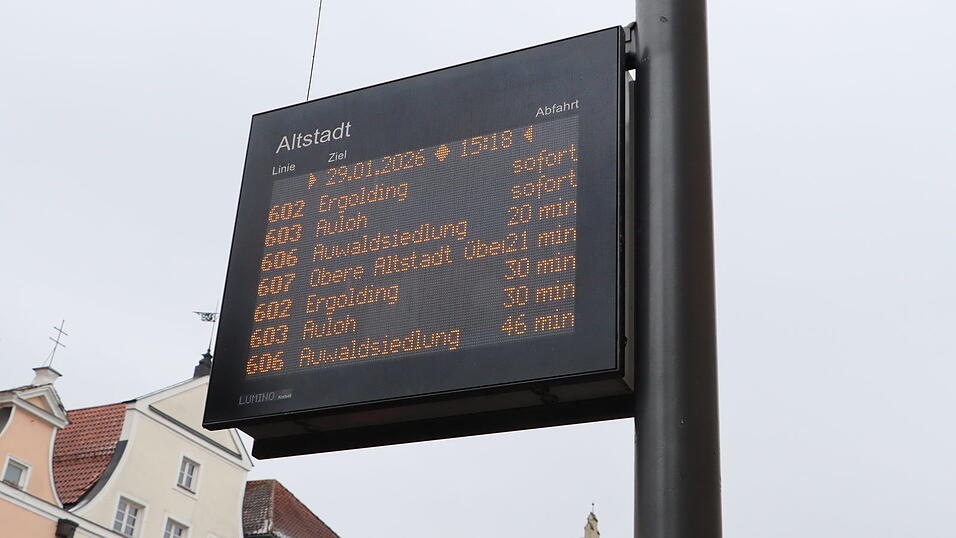 Altstadt
Linie Ziel Abfahrt
29.01.2026 15:18
602 Ergolding sofort
603 Auloh sofort
606 Auwaldsiedlung 20 min
607 Obere Altstadt über 21 min
602 Ergolding 30 min
603 Auloh 30 min
606 Auwaldsiedlung 46 min
LUMINO